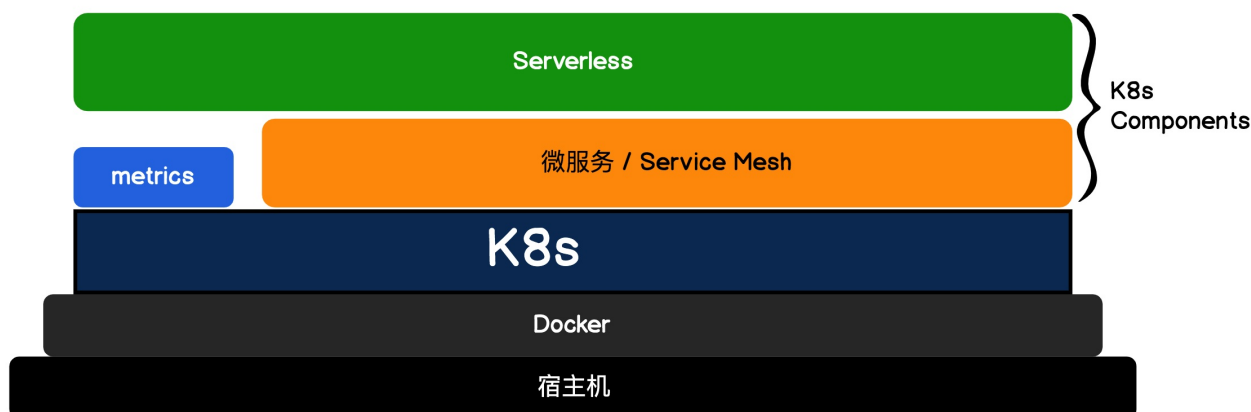 Serverless
K8s
Components
微服务 / Service Mesh
metrics
K8s
Docker
宿主机